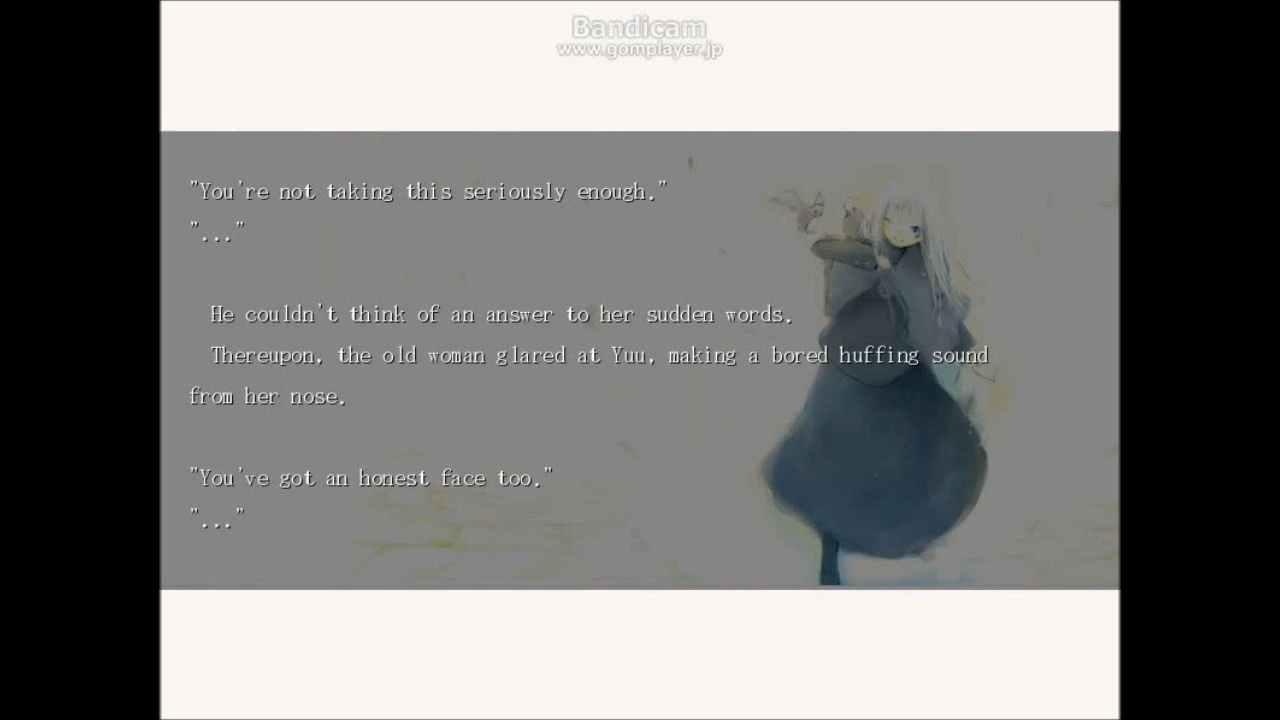 Bandicam
www.gomplayer.jp
"You're not taking this seriously enough."
"..."
He couldn't think of an answer to her sudden words.
Thereupon, the old woman glared at Yuu, making a bored huffing sound
from her nose.
"You've got an honest face too."
"..."